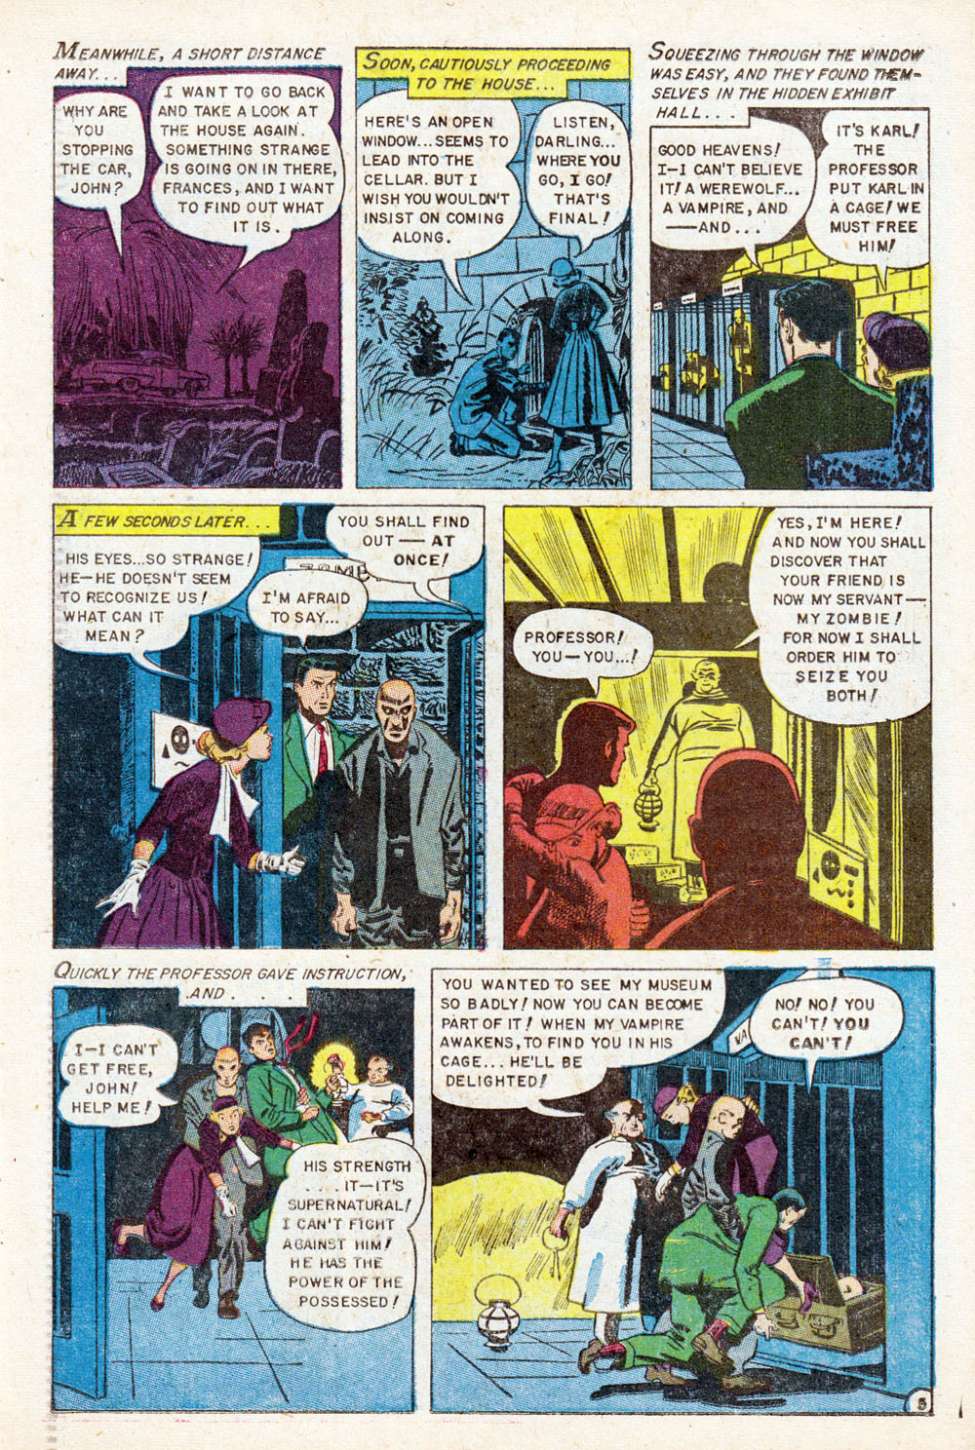 MEANWHILE, A SHORT DISTANCE
AWAY...
WHY ARE
YOU
STOPPING
THE CAR,
JOHN?
I WANT TO GO BACK
AND TAKE A LOOK AT
THE HOUSE AGAIN.
SOMETHING STRANGE
IS GOING ON IN THERE,
FRANCES, AND I WANT
TO FIND OUT WHAT
IT IS.
SOON, CAUTIOUSLY PROCEEDING
TO THE HOUSE...
HERE'S AN OPEN
WINDOW...SEEMS TO
LEAD INTO THE
CELLAR. BUT I
WISH YOU WOULDN'T
INSIST ON COMING
ALONG.
LISTEN,
DARLING...
WHERE YOU
GO, I GO!
THAT'S
FINAL!
SQUEEZING THROUGH THE WINDOW
WAS EASY, AND THEY FOUND THEM-
SELVES IN THE HIDDEN EXHIBIT
HALL...
GOOD HEAVENS!
I-I CAN'T BELIEVE
IT! A WEREWOLF...
A VAMPIRE, AND
—AND...
IT'S KARL!
THE
PROFESSOR
PUT KARL IN
A CAGE! WE
MUST FREE
HIM!
A FEW SECONDS LATER...
HIS EYES...SO STRANGE!
HE—HE DOESN'T SEEM
TO RECOGNIZE US!
WHAT CAN IT
MEAN?
I'M AFRAID
TO SAY...
YOU SHALL FIND
OUT — AT
ONCE!
ZOMB
PROFESSOR!
YOU—YOU...!
YES, I'M HERE!
AND NOW YOU SHALL
DISCOVER THAT
YOUR FRIEND IS
NOW MY SERVANT—
MY ZOMBIE!
FOR NOW I SHALL
ORDER HIM TO
SEIZE YOU
BOTH!
QUICKLY THE PROFESSOR GAVE INSTRUCTION,
AND....
I-I CAN'T
GET FREE,
JOHN!
HELP ME!
HIS STRENGTH
....IT—IT'S
SUPERNATURAL!
I CAN'T FIGHT
AGAINST HIM!
HE HAS THE
POWER OF THE
POSSESSED!
YOU WANTED TO SEE MY MUSEUM
SO BADLY! NOW YOU CAN BECOME
PART OF IT! WHEN MY VAMPIRE
AWAKENS, TO FIND YOU IN HIS
CAGE... HE'LL BE
DELIGHTED!
NO! NO! YOU
CAN'T! YOU
CAN'T!
VA
5